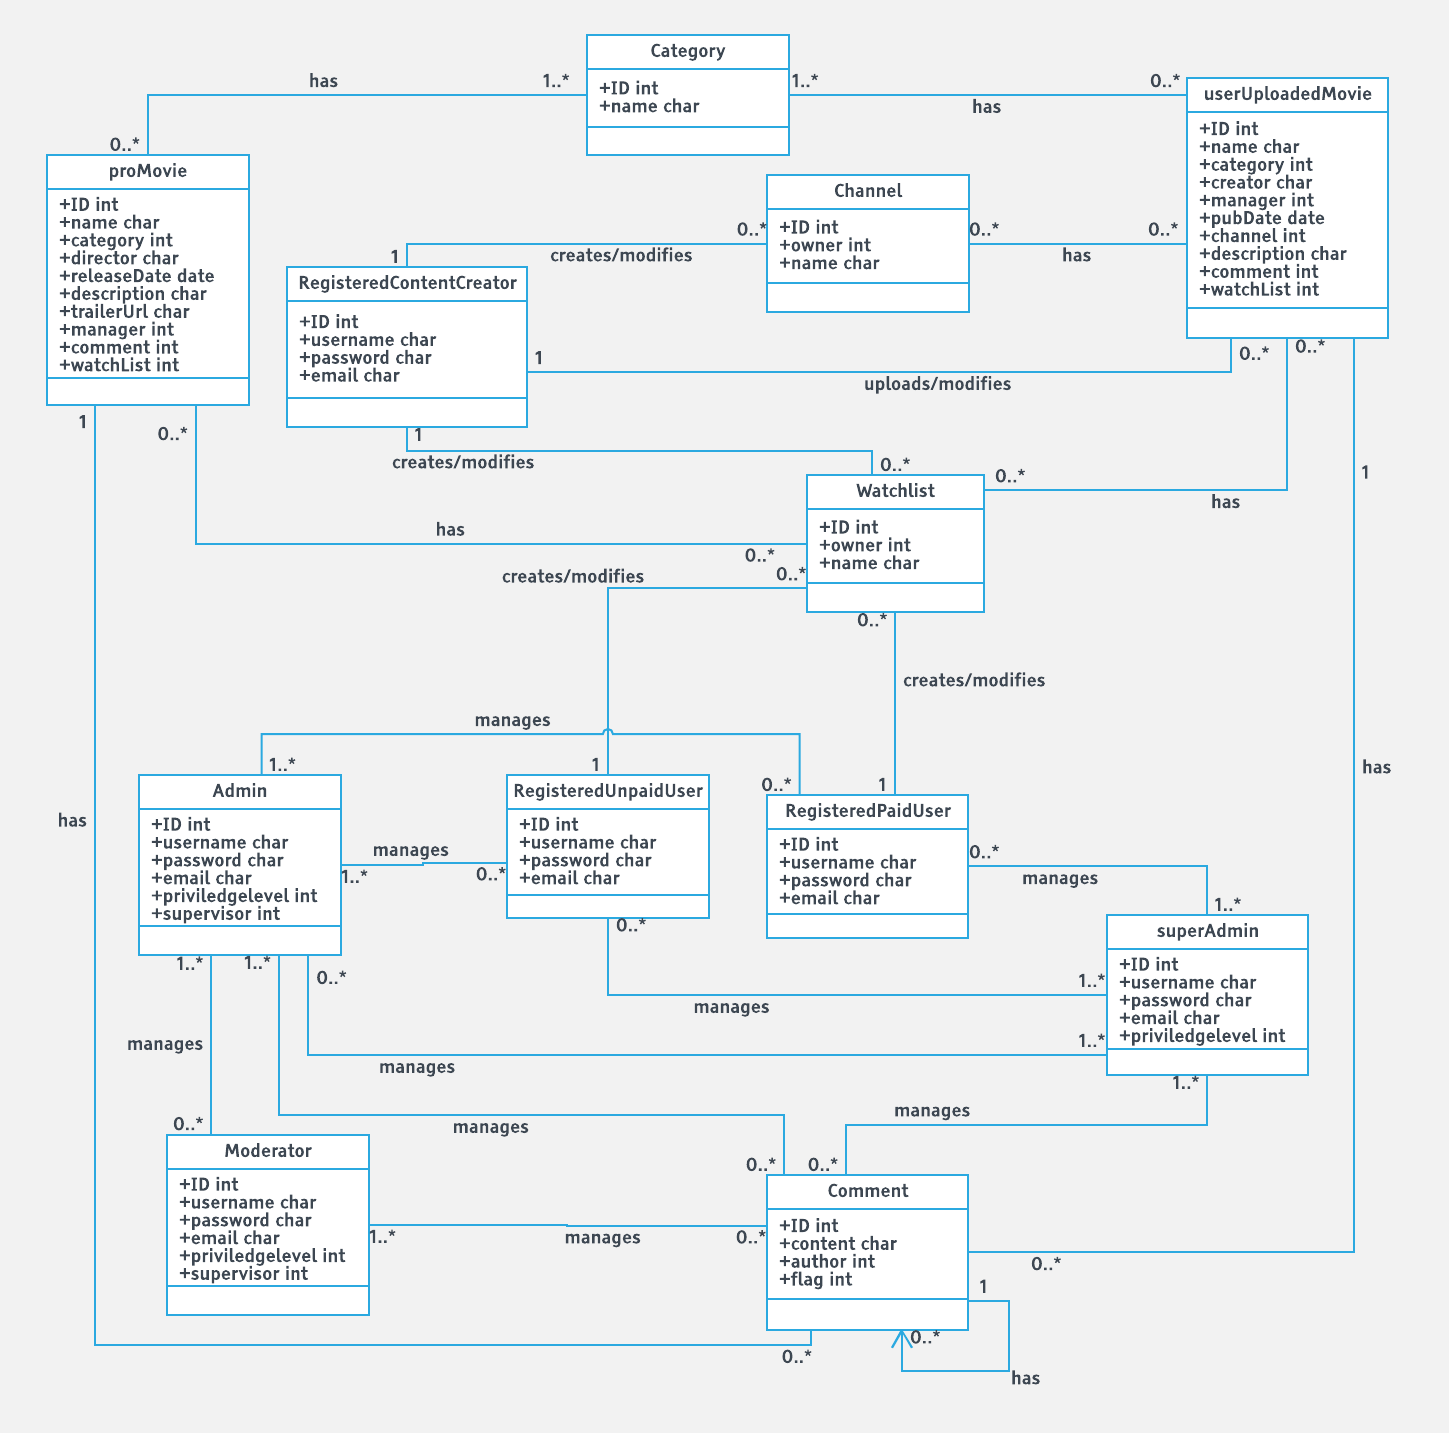 Category
+ID int
+name char
has
1..*
0..*
1..*
has
0..*
userUploadedMovie
+ID int
+name char
+category int
+creator char
+manager int
+pubDate date
+channel int
+description char
+comment int
+watchList int
proMovie
+ID int
+name char
+category int
+director char
+releaseDate date
+description char
+trailerUrl char
+manager int
+comment int
+watchList int
Channel
+ID int
+owner int
+name char
0..*
creates/modifies
1
0..*
has
0..*
RegisteredContentCreator
+ID int
+username char
+password char
+email char
1
uploads/modifies
0..*
0..*
1
0..*
1
creates/modifies
0..*
0..*
has
1
Watchlist
+ID int
+owner int
+name char
has
0..*
creates/modifies
0..*
0..*
creates/modifies
manages
1..*
1
0..*
1
has
has
Admin
+ID int
+username char
+password char
+email char
+priviledgelevel int
+supervisor int
RegisteredUnpaidUser
+ID int
+username char
+password char
+email char
RegisteredPaidUser
+ID int
+username char
+password char
+email char
manages
1..*
0..*
0..*
manages
1..*
superAdmin
+ID int
+username char
+password char
+email char
+priviledgelevel int
0..*
manages
1..*
1..*
1..*
0..*
manages
manages
1..*
1..*
manages
manages
0..*
0..*
0..*
Moderator
+ID int
+username char
+password char
+email char
+priviledgelevel int
+supervisor int
Comment
+ID int
+content char
+author int
+flag int
1..*
manages
0..*
0..*
1
0..*
0..*
has